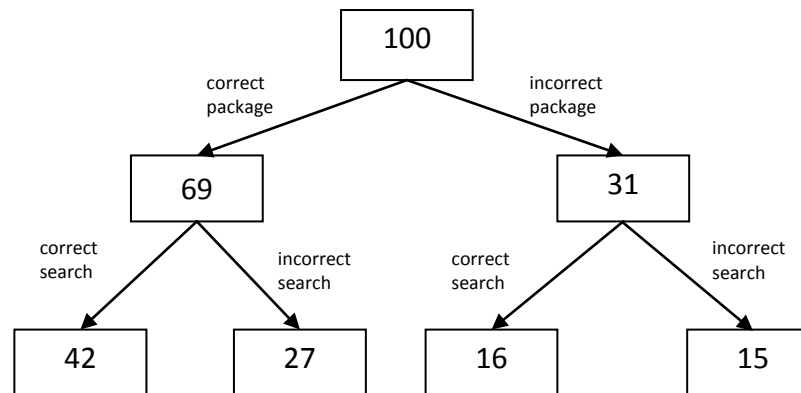 100
correct
package
incorrect
package
69
31
correct
search
incorrect
search
correct
search
incorrect
search
42
27
16
15